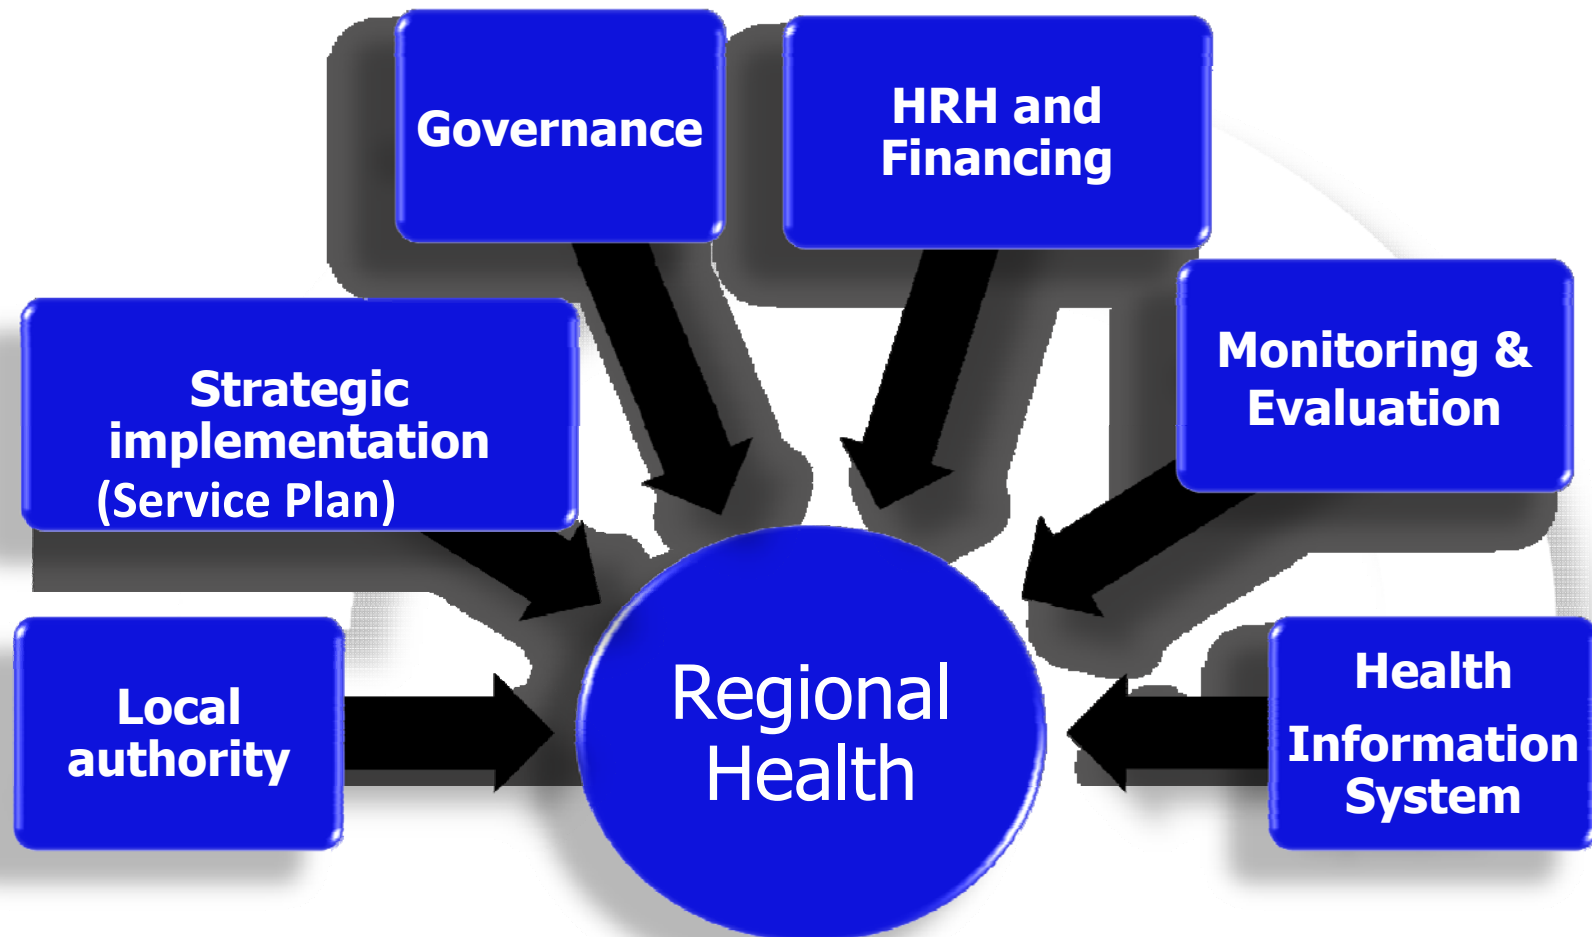 Governance
HRH and
Financing
Strategic
implementation
(Service Plan)
Monitoring &
Evaluation
Local
authority
Regional
Health
Health
Information
System